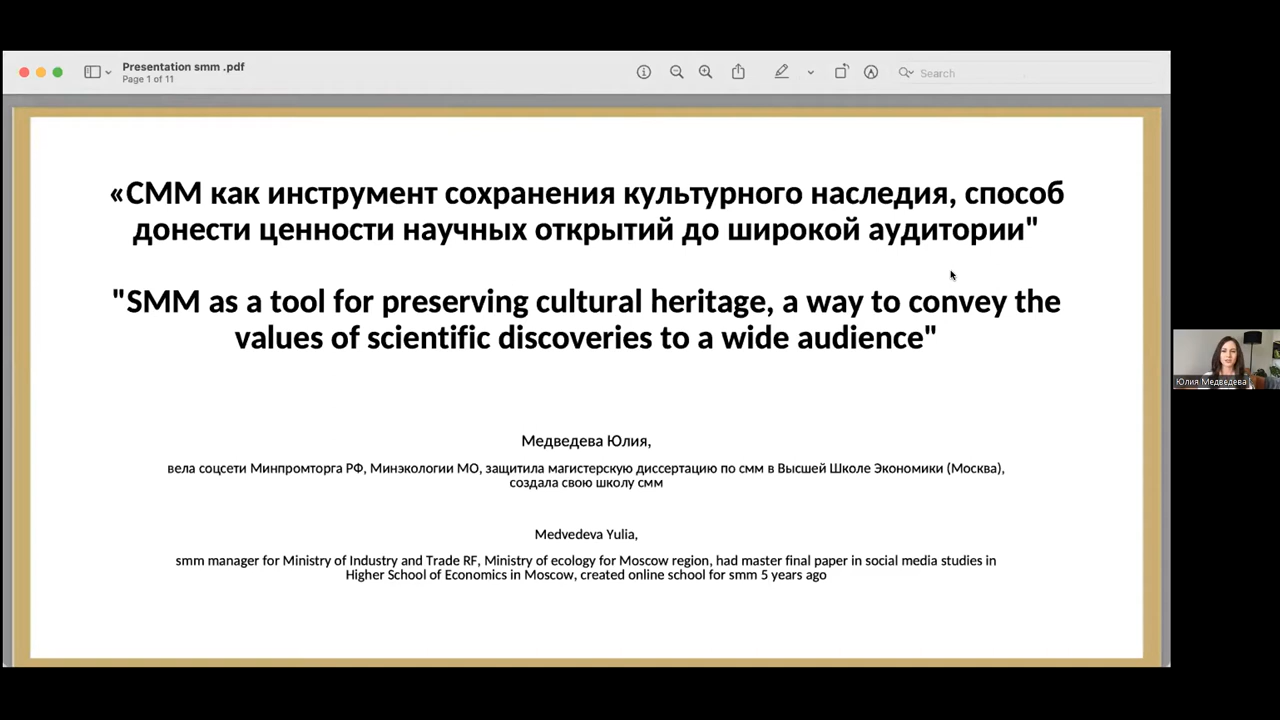 Presentation smm .pdf
Page 1 of 11
Search
«СММ как инструмент сохранения культурного наследия, способ
донести ценности научных открытий до широкой аудитории"
"SMM as a tool for preserving cultural heritage, a way to convey the
values of scientific discoveries to a wide audience"
Юлия Медведева
Медведева Юлия,
вела соцсети Минпромторга РФ, Минэкологии МО, защитила магистерскую диссертацию по смм в Высшей Школе Экономики (Москва),
создала свою школу смм
Medvedeva Yulia,
smm manager for Ministry of Industry and Trade RF, Ministry of ecology for Moscow region, had master final paper in social media studies in
Higher School of Economics in Moscow, created online school for smm 5 years ago